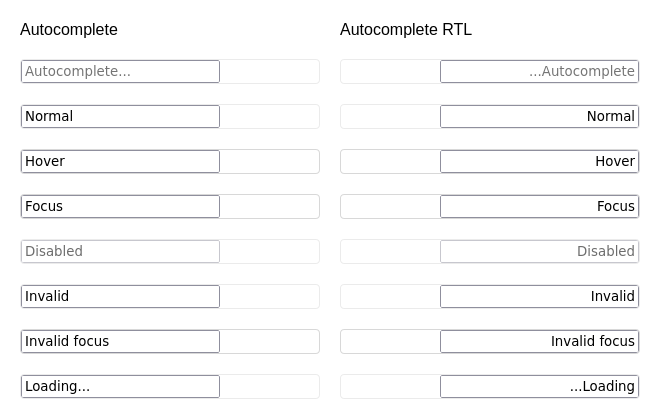 Autocomplete
Autocomplete...
Normal
Hover
Focus
Disabled
Invalid
Invalid focus
Loading...
Autocomplete RTL
...Autocomplete
Normal
Hover
Focus
Disabled
Invalid
Invalid focus
...Loading